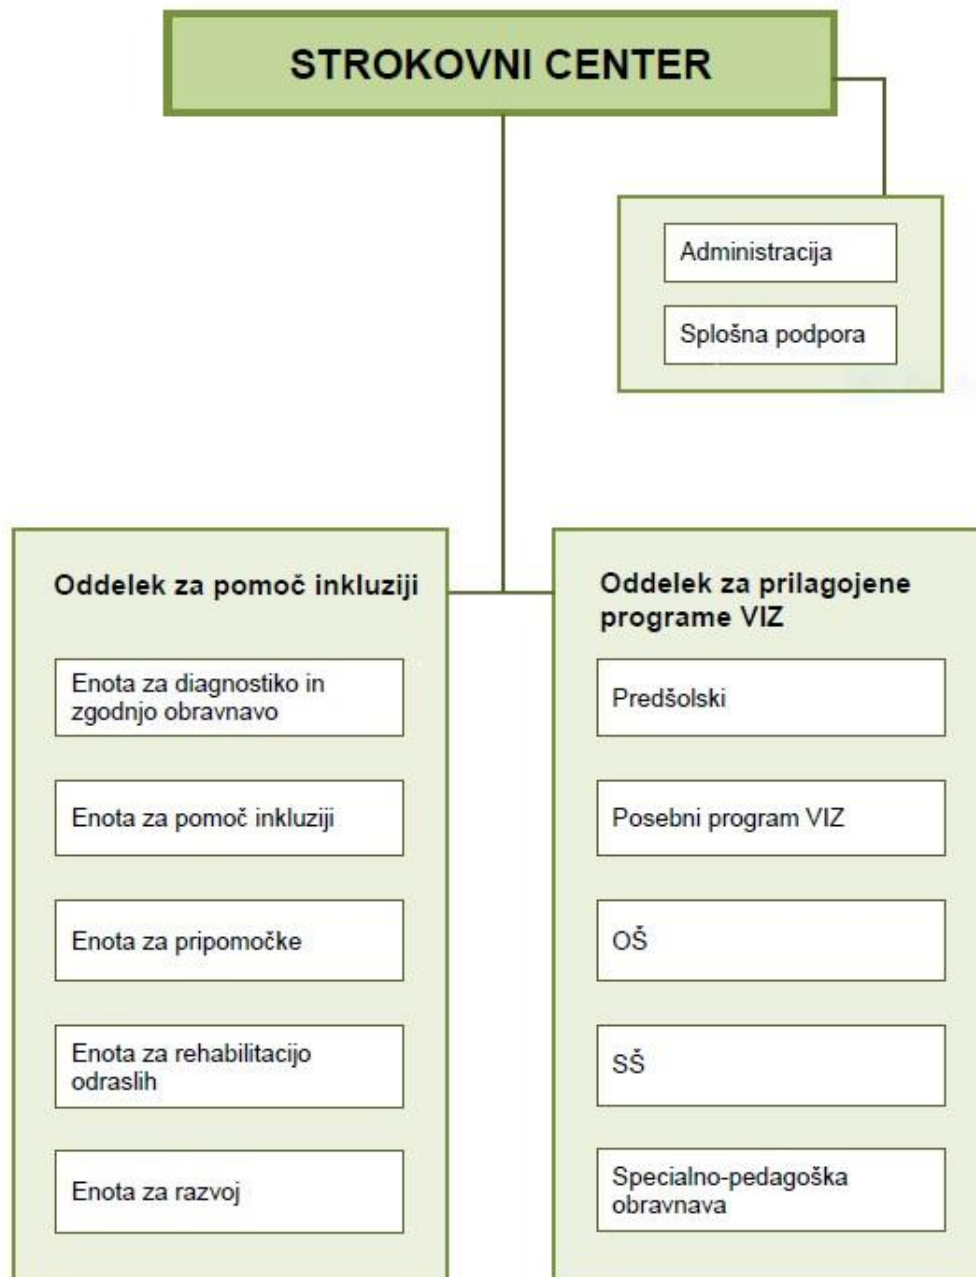 STROKOVNI CENTER
Administracija
Splošna podpora
Oddelek za pomoč inkluziji
Enota za diagnostiko in
zgodnjo obravnavo
Enota za pomoč inkluziji
Enota za pripomočke
Enota za rehabilitacijo
odraslih
Enota za razvoj
Oddelek za prilagojene
programe VIZ
Predšolski
Posebni program VIZ
OŠ
SŠ
Specialno-pedagoška
obravnava